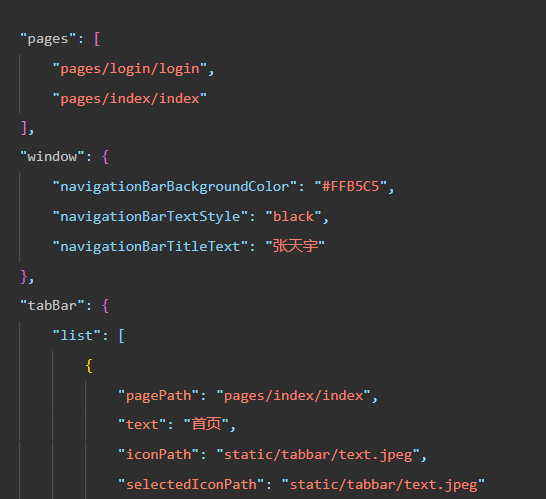 "pages": [
"pages/login/login",
"pages/index/index"
],
"window": {
"navigationBarBackgroundColor": "#FFB5C5",
"navigationBarTextStyle": "black",
"navigationBarTitleText": "张天宇"
},
"tabBar": {
"list": [
{
"pagePath": "pages/index/index",
"text": "首页",
"iconPath": "static/tabbar/text.jpeg",
"selectedIconPath": "static/tabbar/text.jpeg"